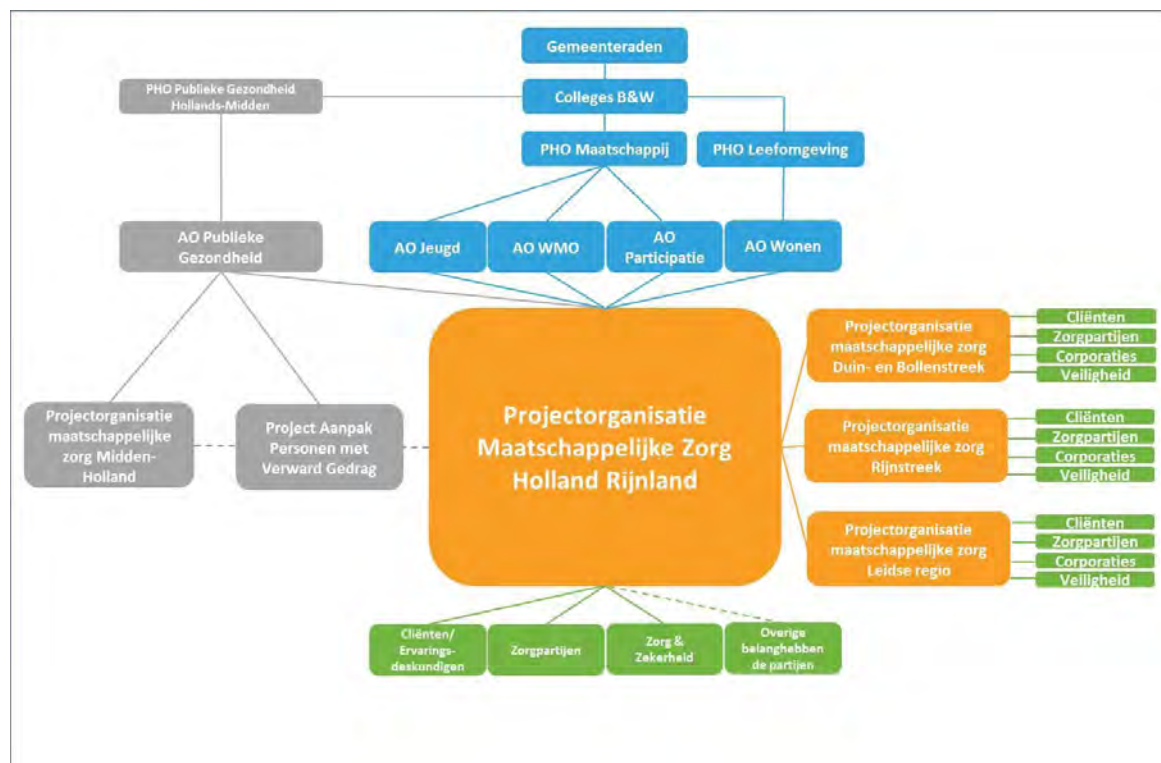 Gemeenteraden
PHO Publieke Gezondheid
Hollands-Midden
Colleges B&W
PHO Maatschappij
PHO Leefomgeving
AO Publieke
Gezondheid
AO Jeugd
AO WMO
AO
Participatie
AO Wonen
Projectorganisatie
maatschappelijke
zorg Midden-
Holland
Project Aanpak
Personen met
Verward Gedrag
Projectorganisatie
Maatschappelijke Zorg
Holland Rijnland
Projectorganisatie
maatschappelijke zorg
Duin- en Bollenstreek
Cliënten
Zorgpartijen
Corporaties
Veiligheid
Projectorganisatie
maatschappelijke zorg
Rijnstreek
Cliënten
Zorgpartijen
Corporaties
Veiligheid
Projectorganisatie
maatschappelijke zorg
Leidse regio
Cliënten
Zorgpartijen
Corporaties
Veiligheid
Cliënten/
Ervarings-
deskundigen
Zorgpartijen
Zorg &
Zekerheid
Overige
belanghebben
de partijen